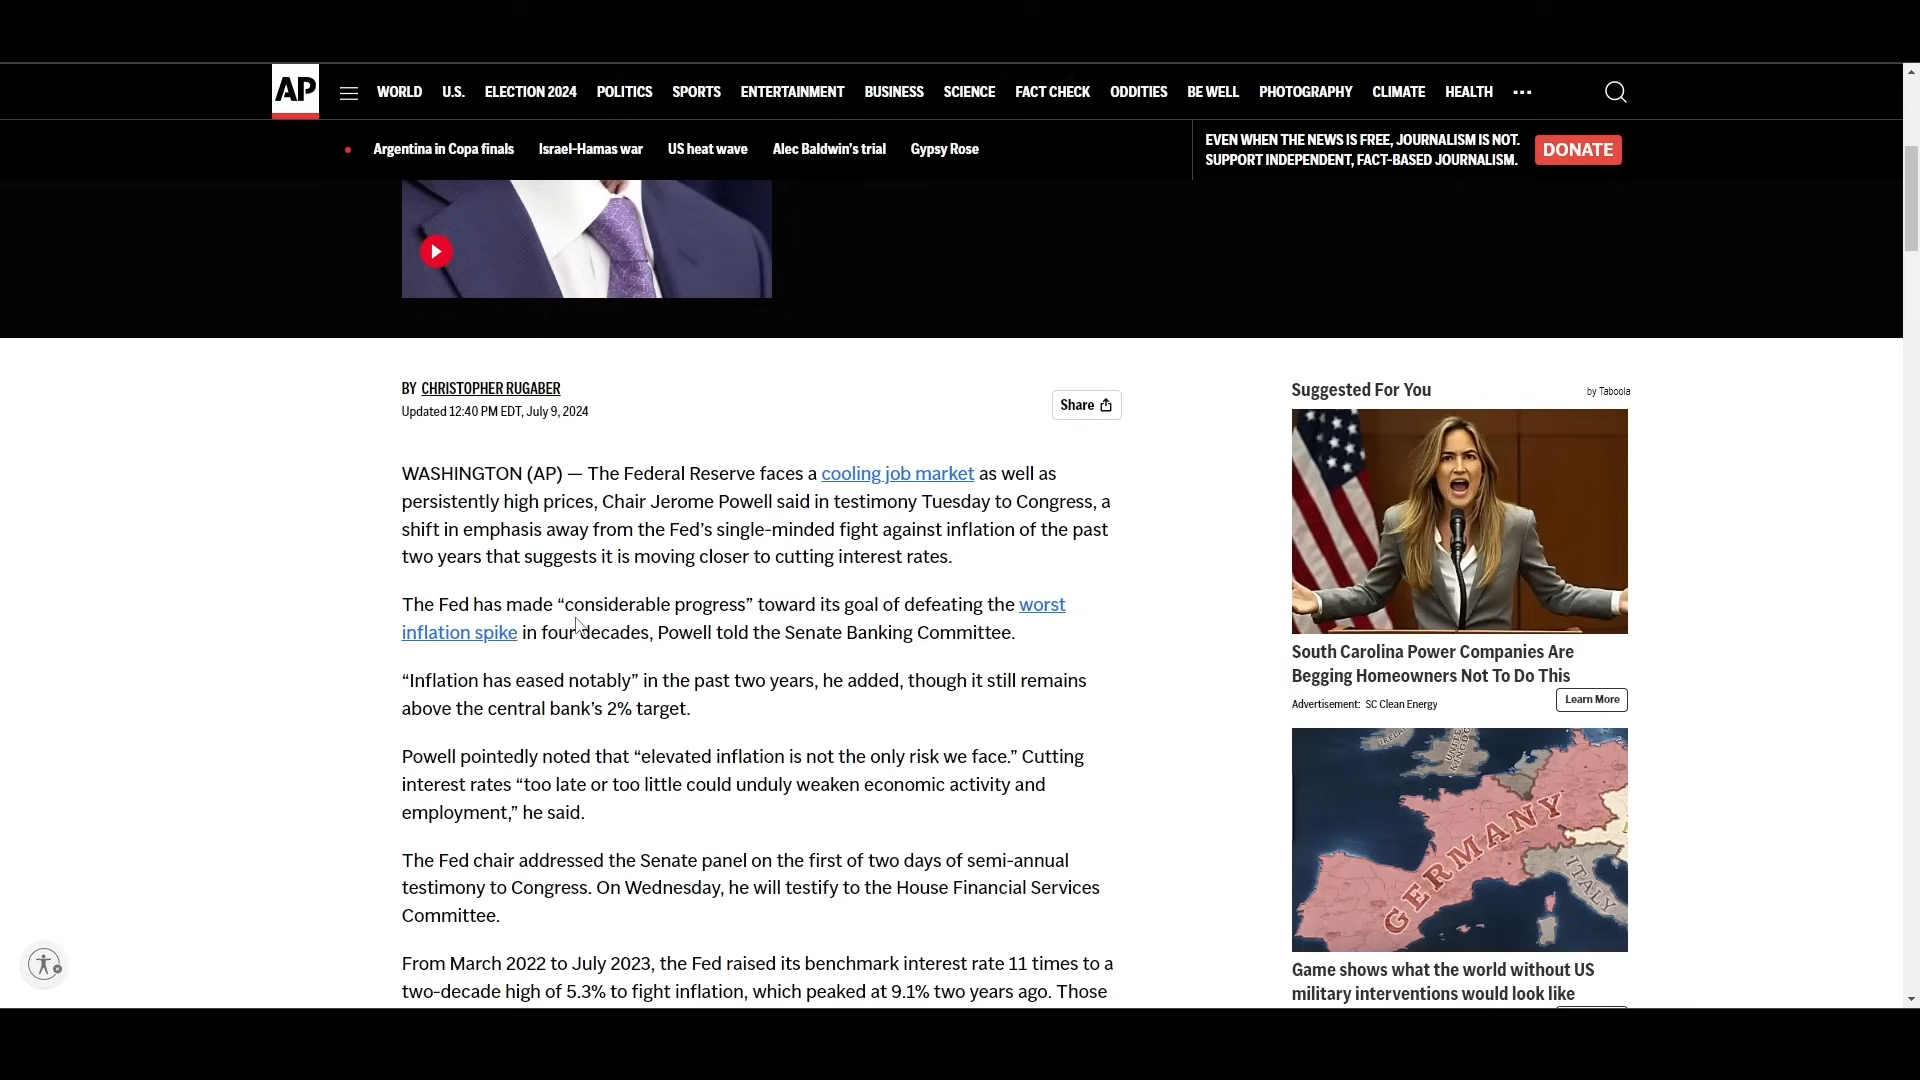 AP
WORLD U.S. ELECTION 2024 POLITICS SPORTS ENTERTAINMENT BUSINESS SCIENCE FACT CHECK ODDITIES BE WELL PHOTOGRAPHY CLIMATE HEALTH
Argentina in Copa finals Israel-Hamas war US heat wave Alec Baldwin’s trial Gypsy Rose
EVEN WHEN THE NEWS IS FREE, JOURNALISM IS NOT.
SUPPORT INDEPENDENT, FACT-BASED JOURNALISM.
DONATE
BY CHRISTOPHER RUGABER
Updated 12:40 PM EDT, July 9, 2024
Share
WASHINGTON (AP) — The Federal Reserve faces a cooling job market as well as
persistently high prices, Chair Jerome Powell said in testimony Tuesday to Congress, a
shift in emphasis away from the Fed’s single-minded fight against inflation of the past
two years that suggests it is moving closer to cutting interest rates.
The Fed has made “considerable progress” toward its goal of defeating the worst
inflation spike in four decades, Powell told the Senate Banking Committee.
“Inflation has eased notably” in the past two years, he added, though it still remains
above the central bank’s 2% target.
Powell pointedly noted that “elevated inflation is not the only risk we face.” Cutting
interest rates “too late or too little could unduly weaken economic activity and
employment,” he said.
The Fed chair addressed the Senate panel on the first of two days of semi-annual
testimony to Congress. On Wednesday, he will testify to the House Financial Services
Committee.
From March 2022 to July 2023, the Fed raised its benchmark interest rate 11 times to a
two-decade high of 5.3% to fight inflation, which peaked at 9.1% two years ago. Those
Suggested For You
by Taboola
South Carolina Power Companies Are
Begging Homeowners Not To Do This
Advertisement: SC Clean Energy
Learn More
GERMANY
ITALY
Game shows what the world without US
military interventions would look like